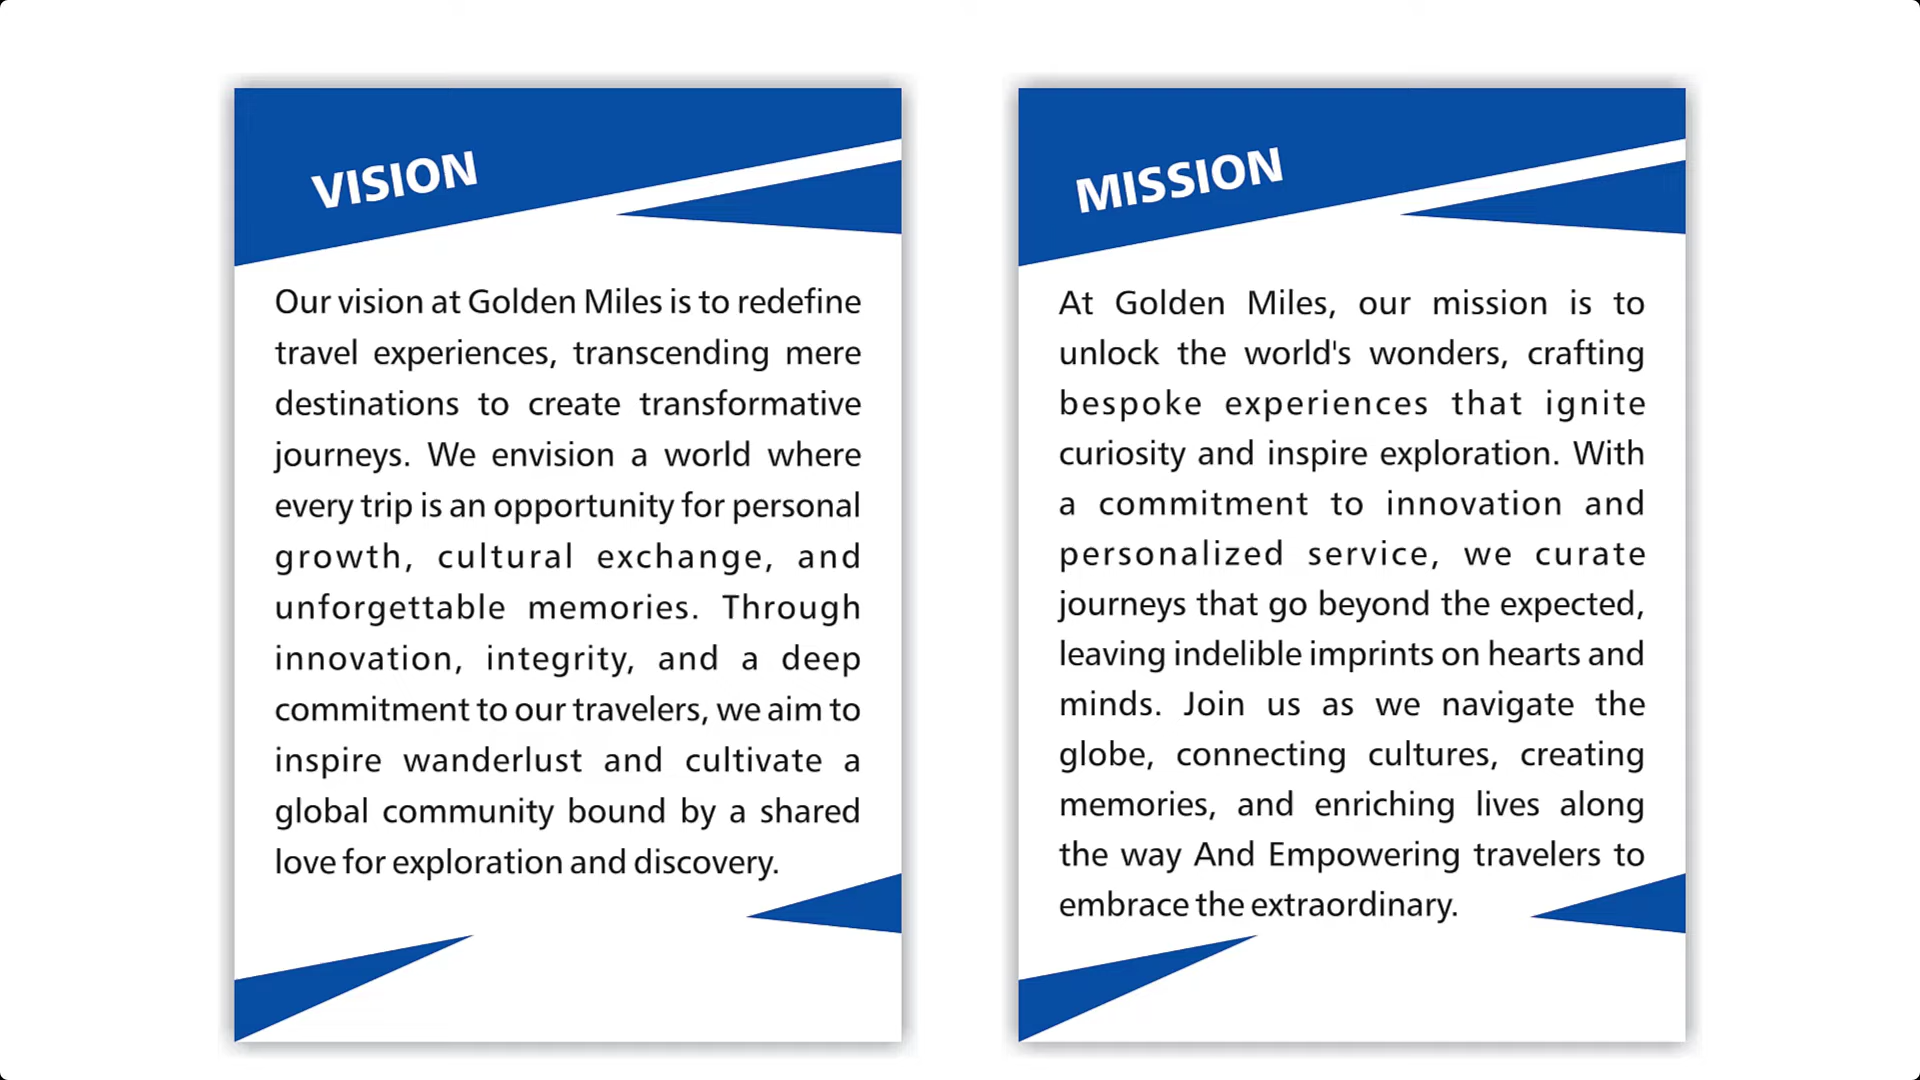 VISION
Our vision at Golden Miles is to redefine
travel experiences, transcending mere
destinations to create transformative
journeys. We envision a world where
every trip is an opportunity for personal
growth, cultural exchange, and
unforgettable memories. Through
innovation, integrity, and a deep
commitment to our travelers, we aim to
inspire wanderlust and cultivate a
global community bound by a shared
love for exploration and discovery.
MISSION
At Golden Miles, our mission is to
unlock the world's wonders, crafting
bespoke experiences that ignite
curiosity and inspire exploration. With
a commitment to innovation and
personalized service, we curate
journeys that go beyond the expected,
leaving indelible imprints on hearts and
minds. Join us as we navigate the
globe, connecting cultures, creating
memories, and enriching lives along
the way And Empowering travelers to
embrace the extraordinary.